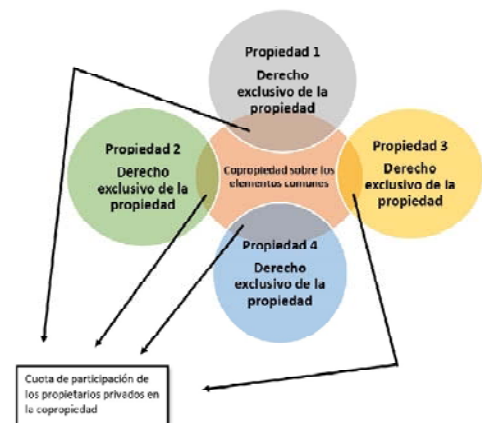 Propiedad 1
Derecho
exclusivo de la
propiedad
Propiedad 2
Derecho
exclusivo de la
propiedad
Copropiedad sobre los
elementos comunes
Propiedad 3
Derecho
exclusivo de la
propiedad
Propiedad 4
Derecho
exclusivo de la
propiedad
Cuota de participación de
los propietarios privados en
la copropiedad